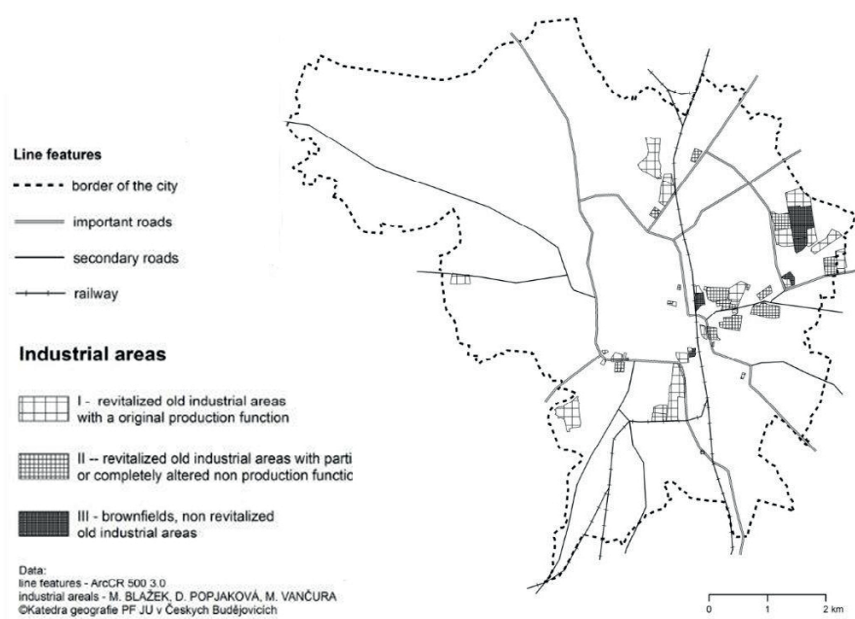 Line features
border of the city
important roads
secondary roads
railway
Industrial areas
I - revitalized old industrial areas
with a original production function
II -- revitalized old industrial areas with parti
or completely altered non production functic
III - brownfields, non revitalized
old industrial areas
Data:
line features - ArcCR 500 3.0
industrial areals - M. BLAŽEK, D. POPJAKOVÁ, M. VANČURA
©Katedra geografie PF JU v Českych Budějovicich
0 1 2 km